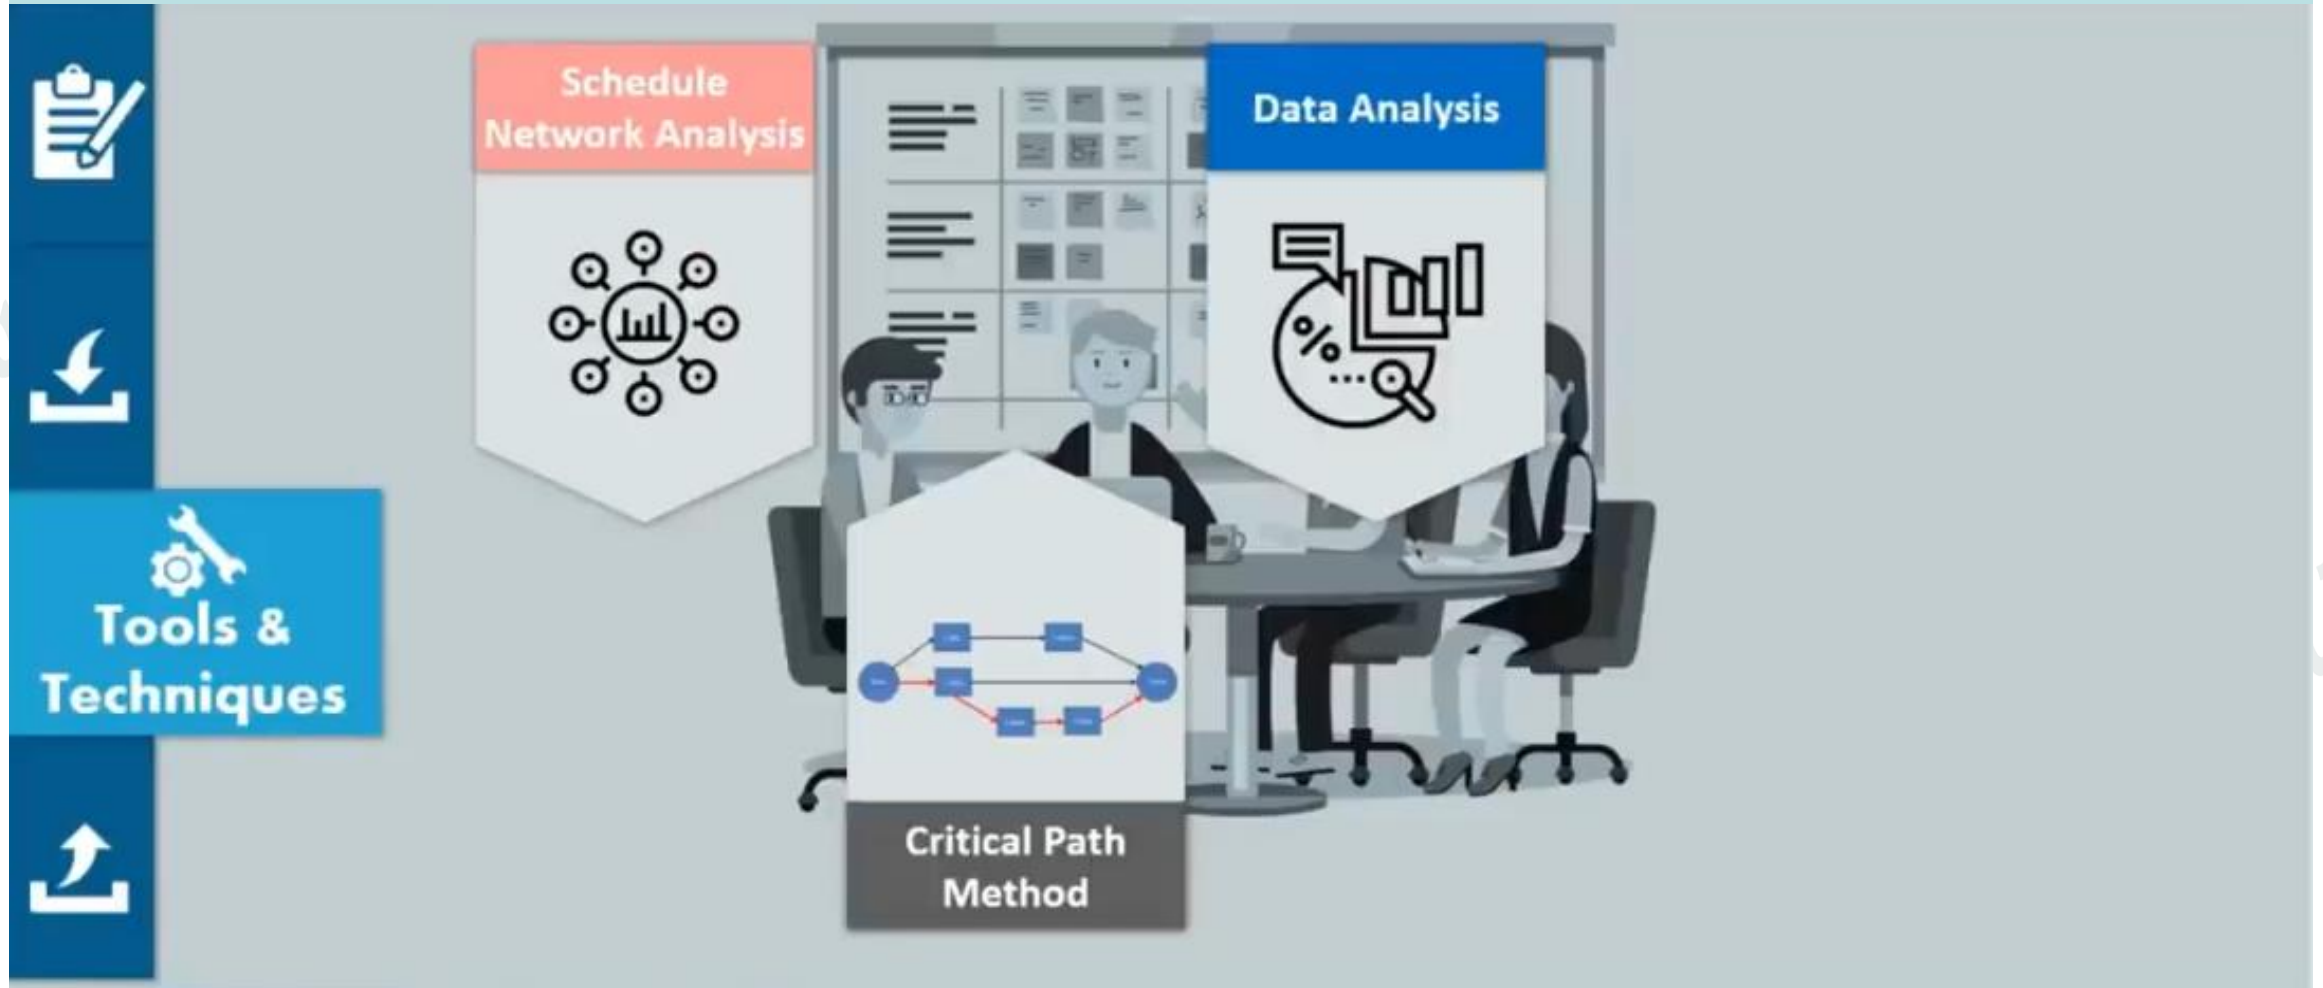 Schedule
Network Analysis
Data Analysis
Tools &
Techniques
Critical Path
Method